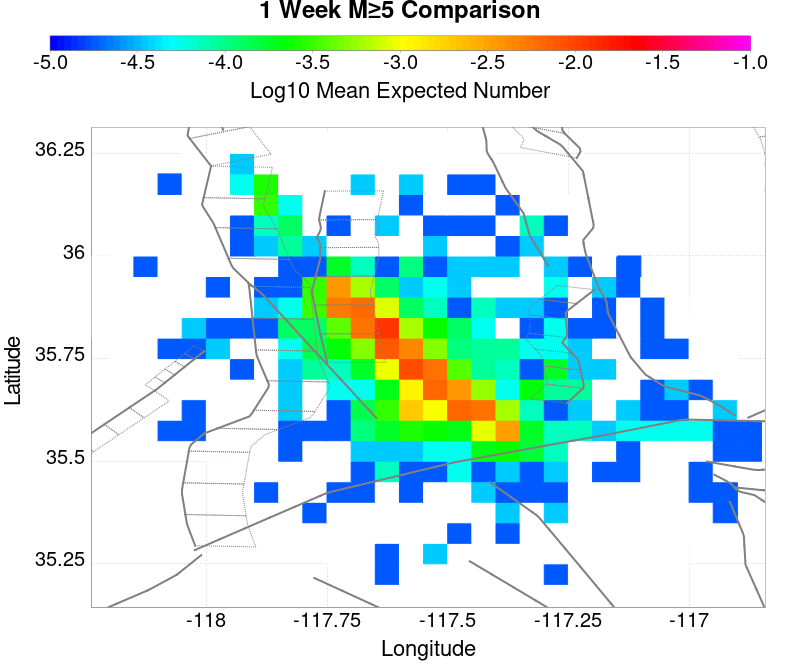 1 Week M≥5 Comparison
-5.0 -4.5 -4.0 -3.5 -3.0 -2.5 -2.0 -1.5 -1.0
Log10 Mean Expected Number
36.25
36
35.75
35.5
35.25
Latitude
-118 -117.75 -117.5 -117.25 -117
Longitude